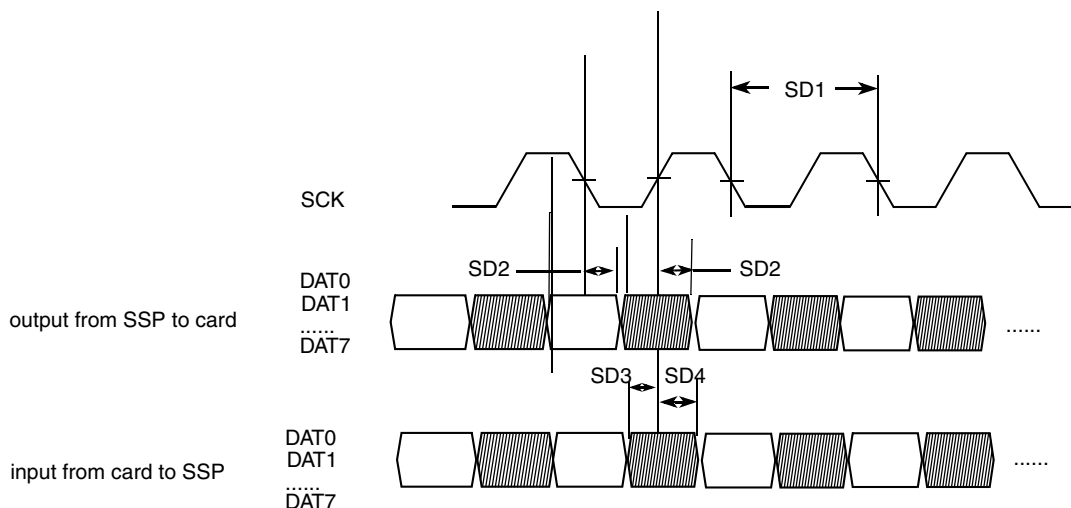 SD1
SCK
SD2 SD2
DAT0
DAT1
output from SSP to card
......
......
DAT7
SD3 SD4
DAT0
DAT1
input from card to SSP
......
......
DAT7